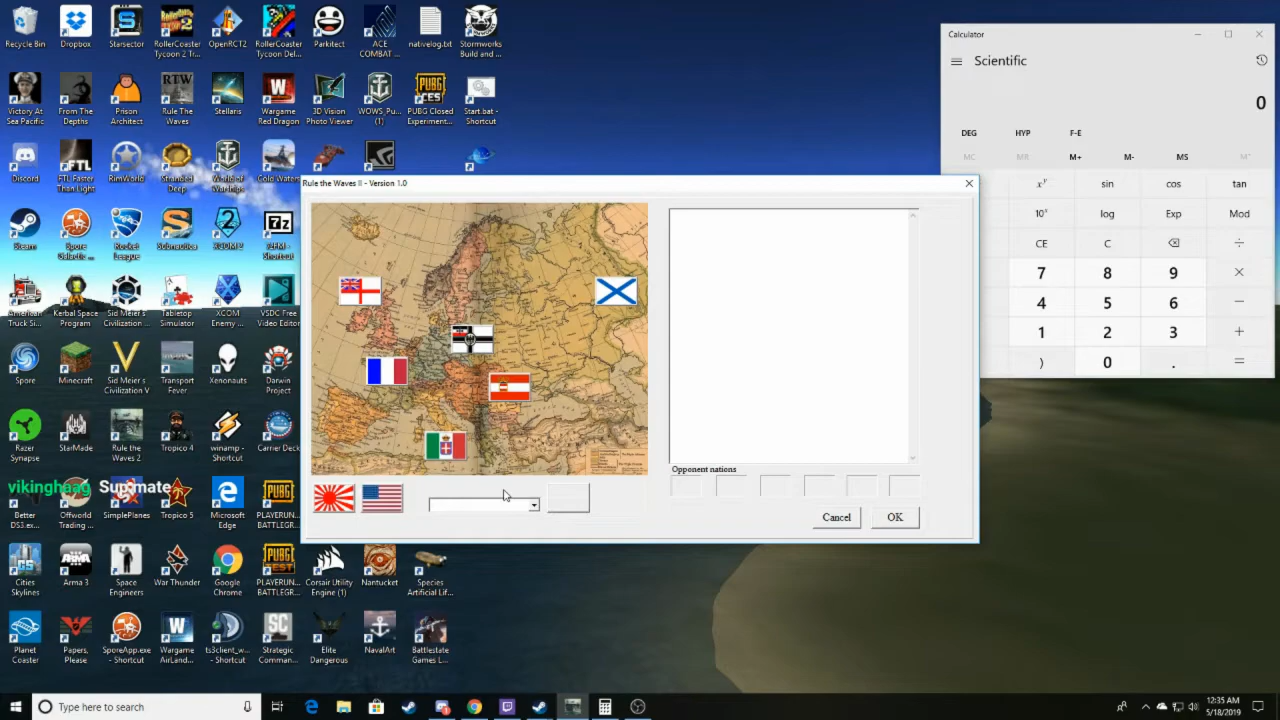 Recycle Bin
Dropbox
Starsector
RollerCoaster Tycoon 2 Tr...
OpenRCT2
RollerCoaster Tycoon Del...
Parkitect
ACE COMBAT ...
nativelog.txt
Stormworks Build and ...
Victory At Sea Pacific
From The Depths
Prison Architect
RTW
Rule The Waves
Stellaris
Wargame Red Dragon
3D Vision Photo Viewer
WOWS_Pu... (1)
PUBG Closed Experiment...
Start.bat - Shortcut
Discord
FTL Faster Than Light
RimWorld
Stranded Deep
World of Warships
Cold Waters
Steam
Spore Galactic ...
Rocket League
Subnautica
XCOM 2
72FM - Shortcut
American Truck Si...
Kerbal Space Program
Sid Meier's Civilization ...
Tabletop Simulator
XCOM Enemy ...
VSDC Free Video Editor
Spore
Minecraft
Sid Meier's Civilization V
Transport Fever
Xenonauts
Darwin Project
Razer Synapse
StarMade
Rule the Waves 2
Tropico 4
winamp - Shortcut
Carrier Deck
vikinghaag Supmate
Better DS3.ex...
Offworld Trading ...
SimplePlanes
Tropico 5
Microsoft Edge
PLAYERUN... BATTLEGR...
Cities Skylines
Arma 3
Space Engineers
War Thunder
Google Chrome
PLAYERUN... BATTLEGR...
Corsair Utility Engine (1)
Nantucket
Species Artificial Lif...
Planet Coaster
Papers, Please
SporeApp.exe - Shortcut
Wargame AirLand...
ts3client_w... - Shortcut
Strategic Comman...
Elite Dangerous
NavalArt
Battlestate Games L...
Rule the Waves II - Version 1.0
Opponent nations
Cancel
OK
Calculator
Scientific
0
DEG HYP F-E
MC MR M+ M- MS
sin cos tan
log Exp Mod
CE C ÷
7 8 9 ×
4 5 6 −
1 2 3 +
) 0 . =
Type here to search
12:35 AM
5/18/2019